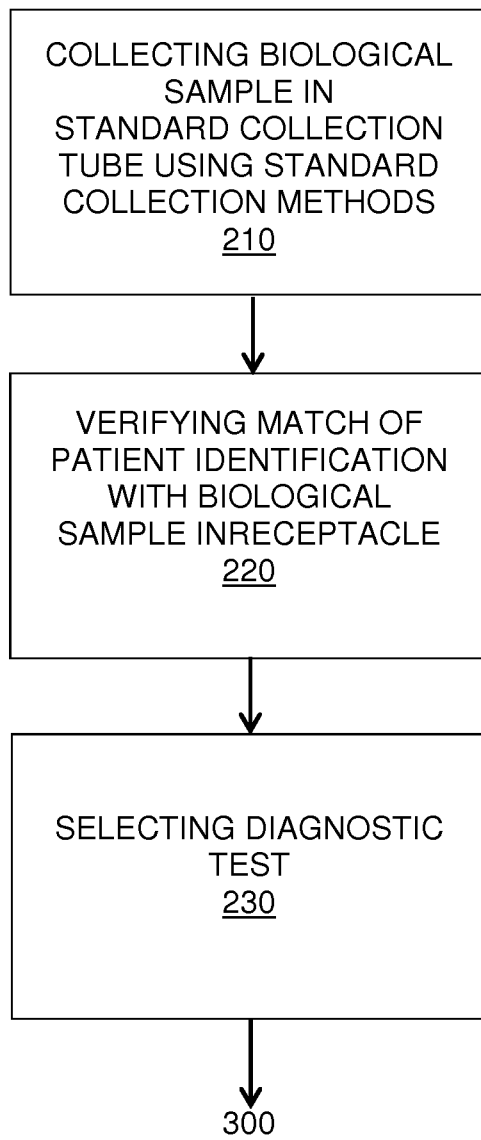 COLLECTING BIOLOGICAL
SAMPLE IN
STANDARD COLLECTION
TUBE USING STANDARD
COLLECTION METHODS
210
VERIFYING MATCH OF
PATIENT IDENTIFICATION
WITH BIOLOGICAL
SAMPLE INRECEPTACLE
220
SELECTING DIAGNOSTIC
TEST
230
300